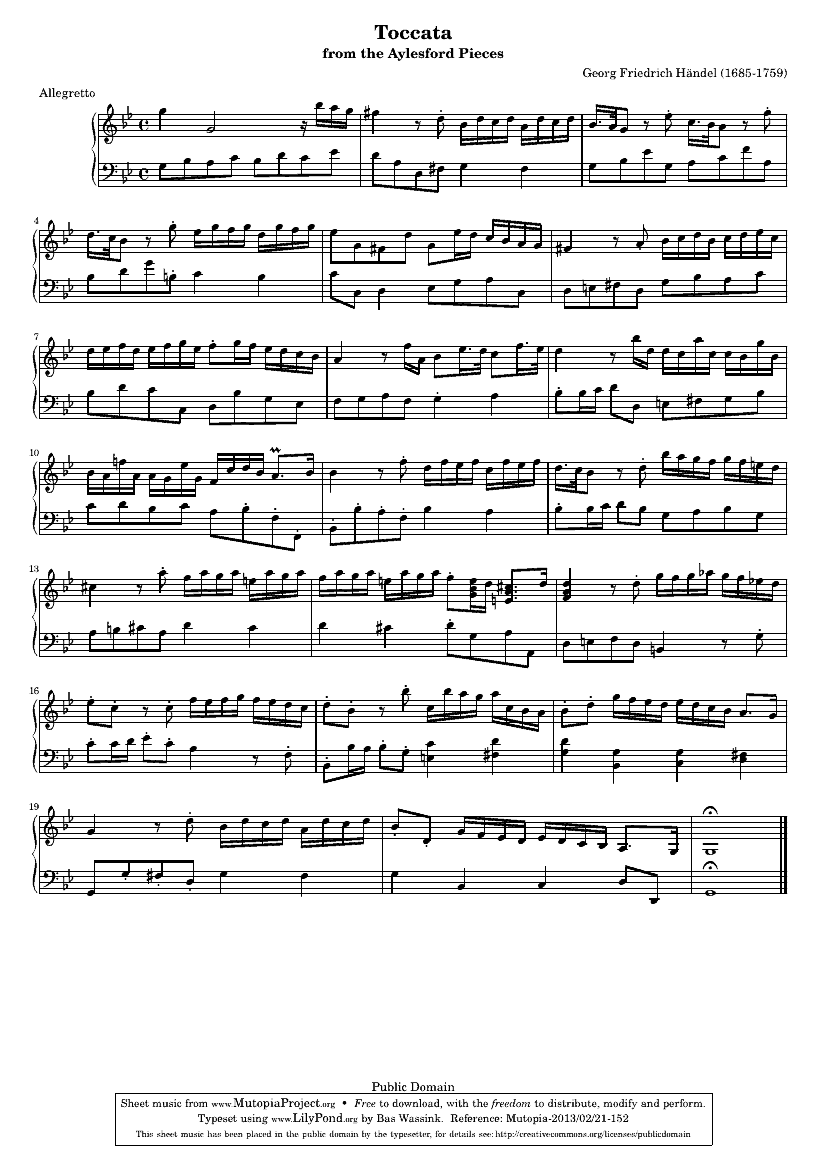 Toccata
from the Aylesford Pieces
Georg Friedrich Händel (1685-1759)
Allegretto
4
7
10
13
16
19
Public Domain
Sheet music from www.MutopiaProject.org • Free to download, with the freedom to distribute, modify and perform.
Typeset using www.LilyPond.org by Bas Wassink. Reference: Mutopia-2013/02/21-152
This sheet music has been placed in the public domain by the typesetter, for details see: http://creativecommons.org/licenses/publicdomain